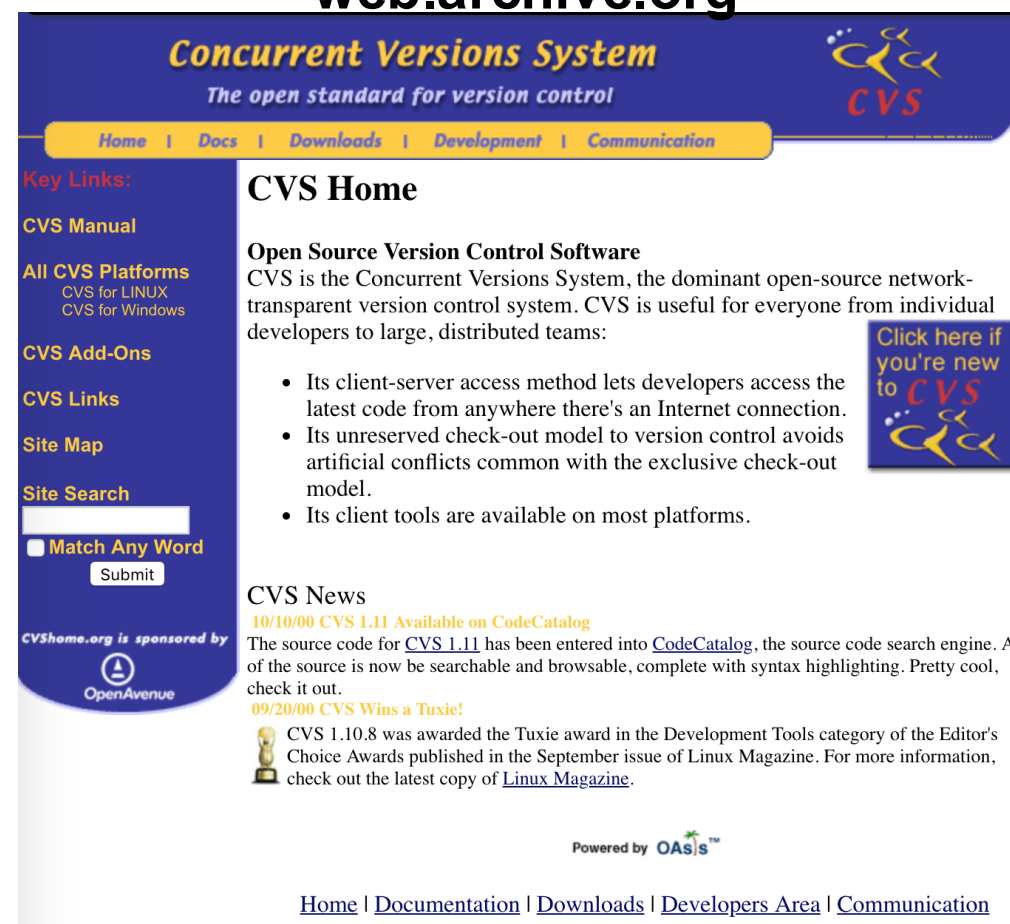 web.archive.org
Concurrent Versions System
The open standard for version control
CVS
Home | Docs | Downloads | Development | Communication
Key Links:
CVS Manual
All CVS Platforms
CVS for LINUX
CVS for Windows
CVS Add-Ons
CVS Links
Site Map
Site Search
Match Any Word
Submit
CVShome.org is sponsored by
OpenAvenue
CVS Home
Open Source Version Control Software
CVS is the Concurrent Versions System, the dominant open-source network-
transparent version control system. CVS is useful for everyone from individual
developers to large, distributed teams:
Click here if
you're new
to CVS
• Its client-server access method lets developers access the
latest code from anywhere there's an Internet connection.
• Its unreserved check-out model to version control avoids
artificial conflicts common with the exclusive check-out
model.
• Its client tools are available on most platforms.
CVS News
10/10/00 CVS 1.11 Available on CodeCatalog
The source code for CVS 1.11 has been entered into CodeCatalog, the source code search engine.
of the source is now be searchable and browsable, complete with syntax highlighting. Pretty cool,
check it out.
09/20/00 CVS Wins a Tuxie!
CVS 1.10.8 was awarded the Tuxie award in the Development Tools category of the Editor's
Choice Awards published in the September issue of Linux Magazine. For more information,
check out the latest copy of Linux Magazine.
Powered by OAsis™
Home | Documentation | Downloads | Developers Area | Communication